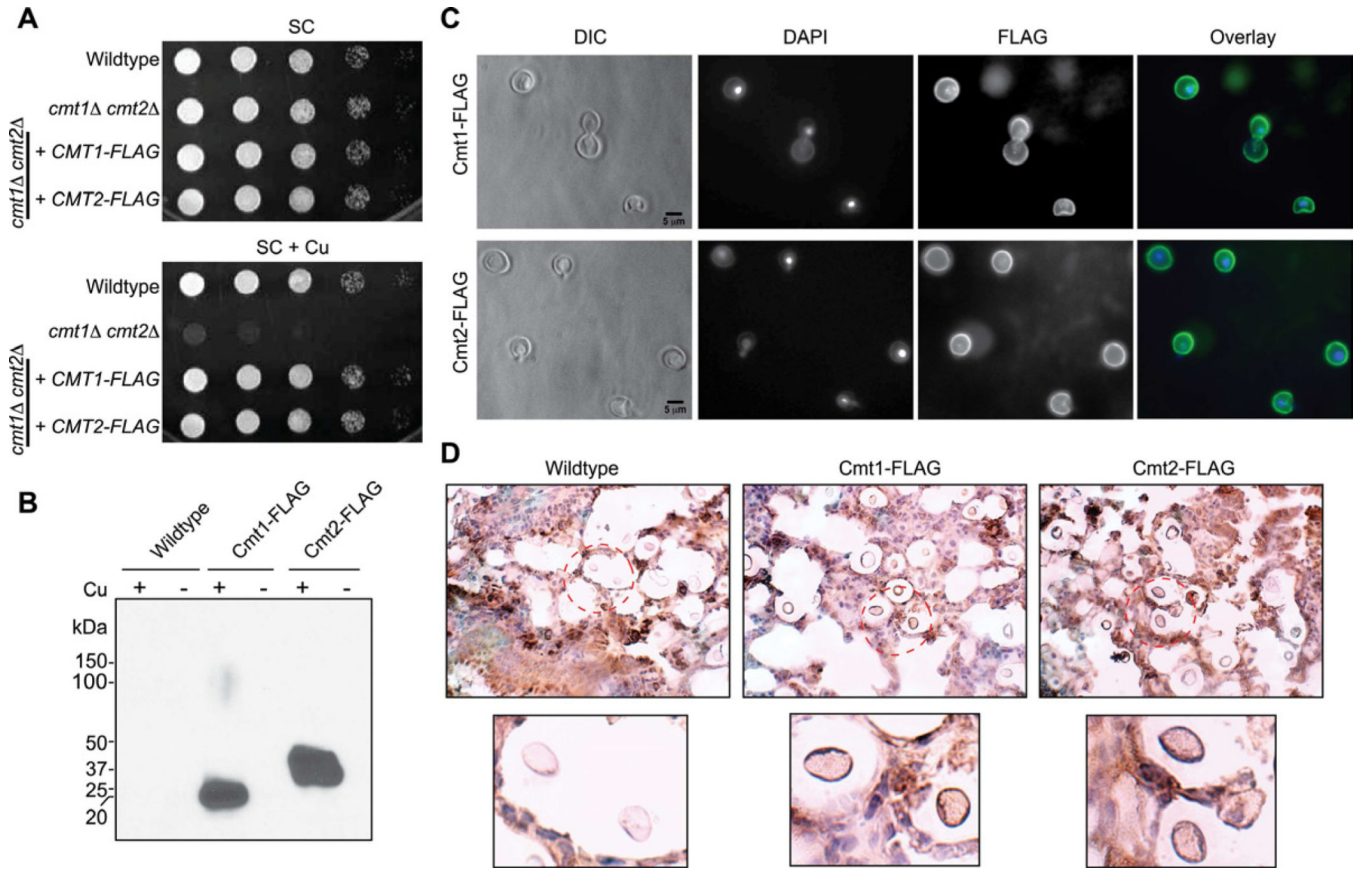 A
SC
Wildtype
cmt1Δ cmt2Δ
cmt1Δ cmt2Δ
+ CMT1-FLAG
+ CMT2-FLAG
SC + Cu
Wildtype
cmt1Δ cmt2Δ
cmt1Δ cmt2Δ
+ CMT1-FLAG
+ CMT2-FLAG
B
Wildtype
Cmt1-FLAG
Cmt2-FLAG
Cu + - + - + -
kDa
150-
100-
50-
37-
25-
20
C
DIC DAPI FLAG Overlay
Cmt1-FLAG
5 μm
Cmt2-FLAG
5 μm
D
Wildtype Cmt1-FLAG Cmt2-FLAG